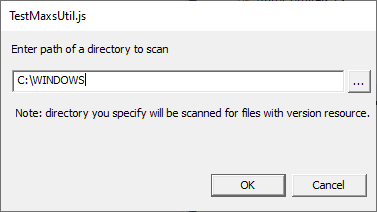 TestMaxsUtil.js
Enter path of a directory to scan
C:\WINDOWS
...
Note: directory you specify will be scanned for files with version resource.
OK Cancel